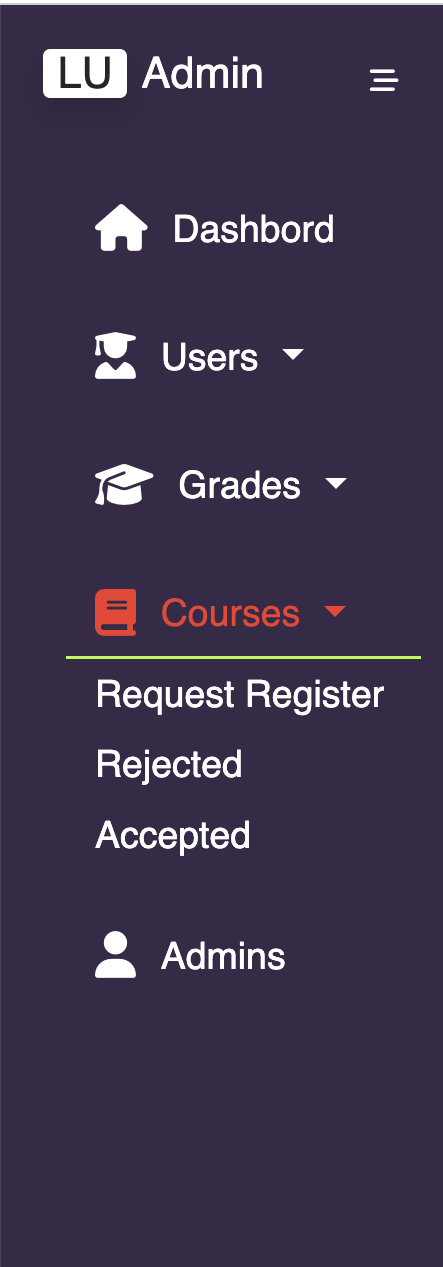 LU Admin
Dashbord
Users
Grades
Courses
Request Register
Rejected
Accepted
Admins